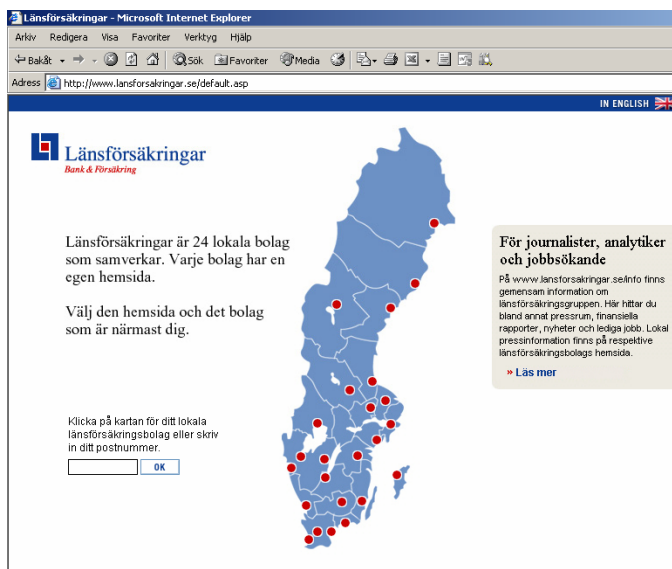 Länsförsäkringar - Microsoft Internet Explorer
Arkiv Redigera Visa Favoriter Verktyg Hjälp
Bakåt Sök Favoriter Media
Adress http://www.lansforsakringar.se/default.asp
IN ENGLISH
Länsförsäkringar
Bank & Försäkring
Länsförsäkringar är 24 lokala bolag
som samverkar. Varje bolag har en
egen hemsida.
Välj den hemsida och det bolag
som är närmast dig.
Klicka på kartan för ditt lokala
länsförsäkringsbolag eller skriv
in ditt postnummer.
OK
För journalister, analytiker
och jobbsökande
På www.lansforsakringar.se/info finns
gemensam information om
länsförsäkringsgruppen. Här hittar du
bland annat pressrum, finansiella
rapporter, nyheter och lediga jobb. Lokal
pressinformation finns på respektive
länsförsäkringsbolags hemsida.
» Läs mer